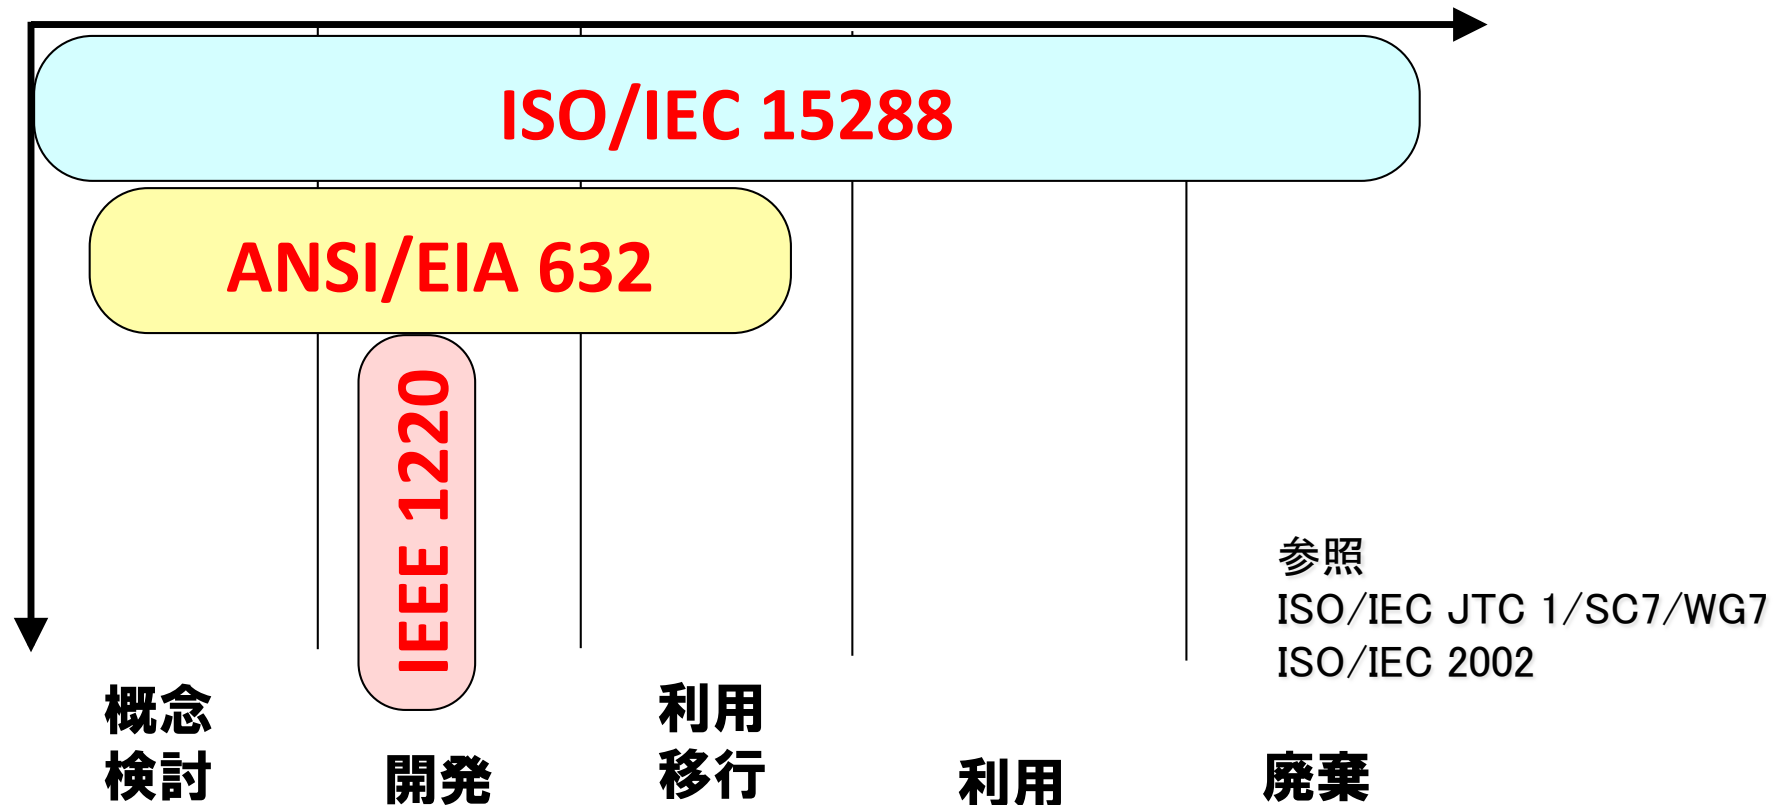 ISO/IEC 15288
ANSI/EIA 632
IEEE 1220
参照
ISO/IEC JTC 1/SC7/WG7
ISO/IEC 2002
概念
検討
開発
利用
移行
利用
廃棄